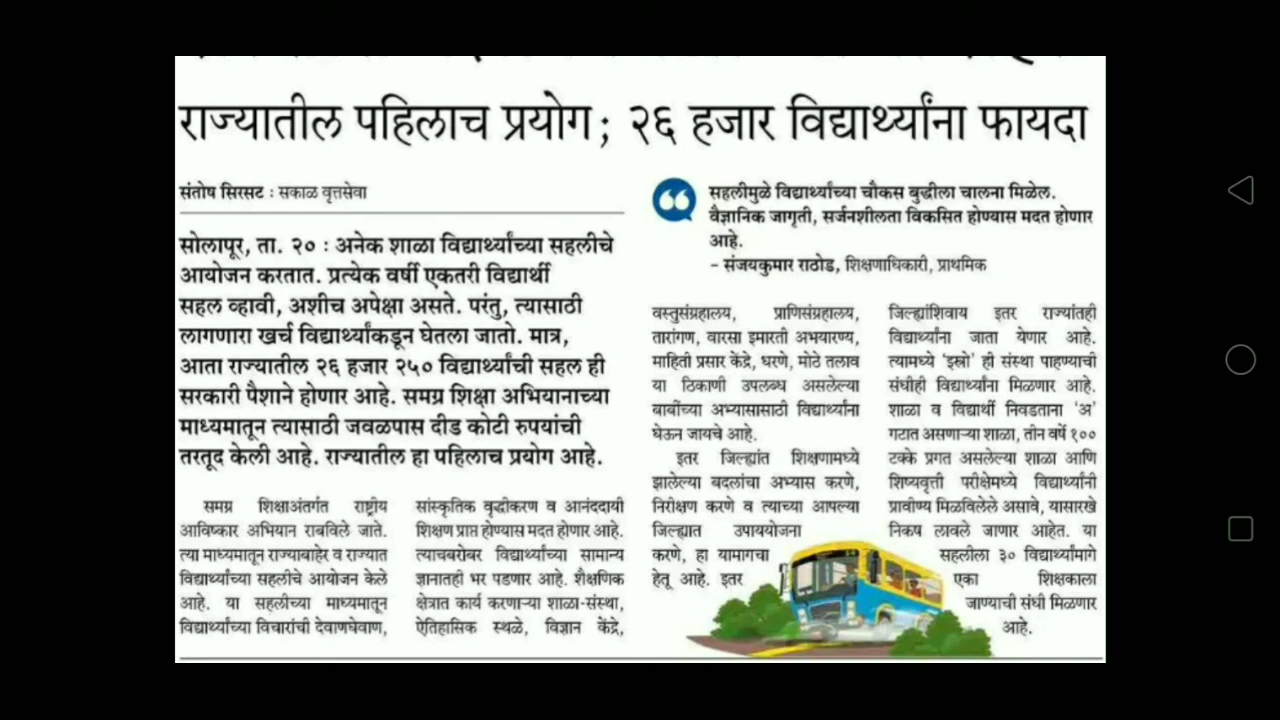 राज्यातील पहिलाच प्रयोग; २६ हजार विद्यार्थ्यांना फायदा
संतोष सिरसट : सकाळ वृत्तसेवा
सोलापूर, ता. २० : अनेक शाळा विद्यार्थ्यांच्या सहलीचे
आयोजन करतात. प्रत्येक वर्षी एकतरी विद्यार्थी
सहल व्हावी, अशीच अपेक्षा असते. परंतु, त्यासाठी
लागणारा खर्च विद्यार्थ्यांकडून घेतला जातो. मात्र,
आता राज्यातील २६ हजार २५० विद्यार्थ्यांची सहल ही
सरकारी पैशाने होणार आहे. समग्र शिक्षा अभियानाच्या
माध्यमातून त्यासाठी जवळपास दीड कोटी रुपयांची
तरतूद केली आहे. राज्यातील हा पहिलाच प्रयोग आहे.
समग्र शिक्षाअंतर्गत राष्ट्रीय
आविष्कार अभियान राबविले जाते.
त्या माध्यमातून राज्याबाहेर व राज्यात
विद्यार्थ्यांच्या सहलीचे आयोजन केले
आहे. या सहलीच्या माध्यमातून
विद्यार्थ्यांच्या विचारांची देवाणघेवाण,
सांस्कृतिक वृद्धीकरण व आनंददायी
शिक्षण प्राप्त होण्यास मदत होणार आहे.
त्याचबरोबर विद्यार्थ्यांच्या सामान्य
ज्ञानातही भर पडणार आहे. शैक्षणिक
क्षेत्रात कार्य करणाऱ्या शाळा-संस्था,
ऐतिहासिक स्थळे, विज्ञान केंद्रे,
सहलीमुळे विद्यार्थ्यांच्या चौकस बुद्धीला चालना मिळेल.
वैज्ञानिक जागृती, सर्जनशीलता विकसित होण्यास मदत होणार
आहे.
– संजयकुमार राठोड, शिक्षणाधिकारी, प्राथमिक
वस्तुसंग्रहालय, प्राणिसंग्रहालय,
तारांगण, वारसा इमारती अभयारण्य,
माहिती प्रसार केंद्रे, धरणे, मोठे तलाव
या ठिकाणी उपलब्ध असलेल्या
बाबींच्या अभ्यासासाठी विद्यार्थ्यांना
घेऊन जायचे आहे.
इतर जिल्ह्यांत शिक्षणामध्ये
झालेल्या बदलांचा अभ्यास करणे,
निरीक्षण करणे व त्याच्या आपल्या
जिल्ह्यात उपाययोजना
करणे, हा यामागचा
हेतू आहे. इतर
जिल्ह्यांशिवाय इतर राज्यांतही
विद्यार्थ्यांना जाता येणार आहे.
त्यामध्ये 'इस्त्रो' ही संस्था पाहण्याची
संधीही विद्यार्थ्यांना मिळणार आहे.
शाळा व विद्यार्थी निवडताना 'अ'
गटात असणाऱ्या शाळा, तीन वर्षे १००
टक्के प्रगत असलेल्या शाळा आणि
शिष्यवृत्ती परीक्षेमध्ये विद्यार्थ्यांनी
प्रावीण्य मिळविलेले असावे, यासारखे
निकष लावले जाणार आहेत. या
सहलीला ३० विद्यार्थ्यांमागे
एका शिक्षकाला
जाण्याची संधी मिळणार
आहे.